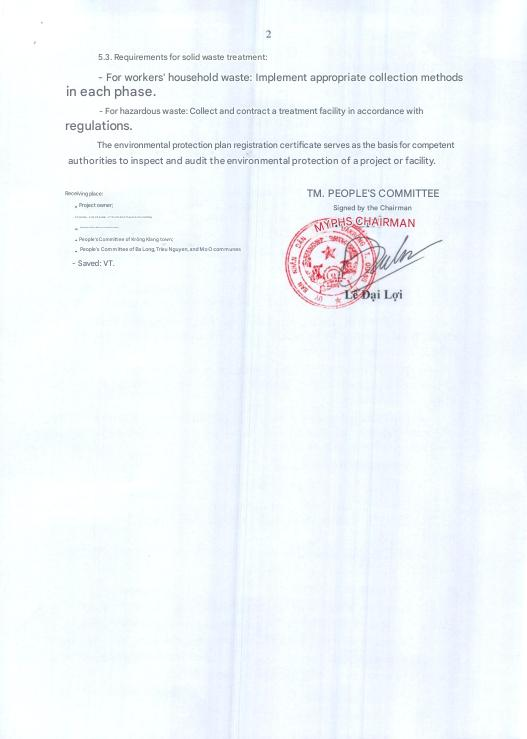 2
5.3. Requirements for solid waste treatment:
- For workers' household waste: Implement appropriate collection methods
in each phase.
- For hazardous waste: Collect and contract a treatment facility in accordance with
regulations.
The environmental protection plan registration certificate serves as the basis for competent
authorities to inspect and audit the environmental protection of a project or facility.
Receiving place:
- Project owner;
- People's Committee of Krông Klang town;
- People's Committee of Ba Long, Trieu Nguyen, and Mo O communes
- Saved: VT.
TM. PEOPLE'S COMMITTEE
Signed by the Chairman
CHAIRMAN
Lê Đại Lợi